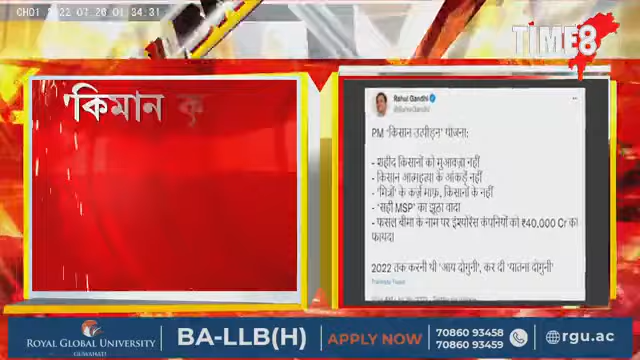 CH01 2022-07-20 01:34:31
TIME8
'কিমান কৃ
Rahul Gandhi
@RahulGandhi
PM 'किसान उत्पीड़न' योजना:
- शहीद किसानों को मुआवज़ा नहीं
- किसान आत्महत्या के आंकड़ें नहीं
- 'मित्रों' के कर्ज़ माफ़, किसानों के नहीं
- 'सही MSP' का झूठा वादा
- फसल बीमा के नाम पर इंश्योरेंस कंपनियों को ₹40,000 Cr का
फायदा
2022 तक करनी थी 'आय दोगुनी', कर दी 'यातना दोगुनी'
Translate Tweet
ROYAL GLOBAL UNIVERSITY
GUWAHATI
BA-LLB(H)
APPLY NOW
70860 93458
70860 93459
rgu.ac